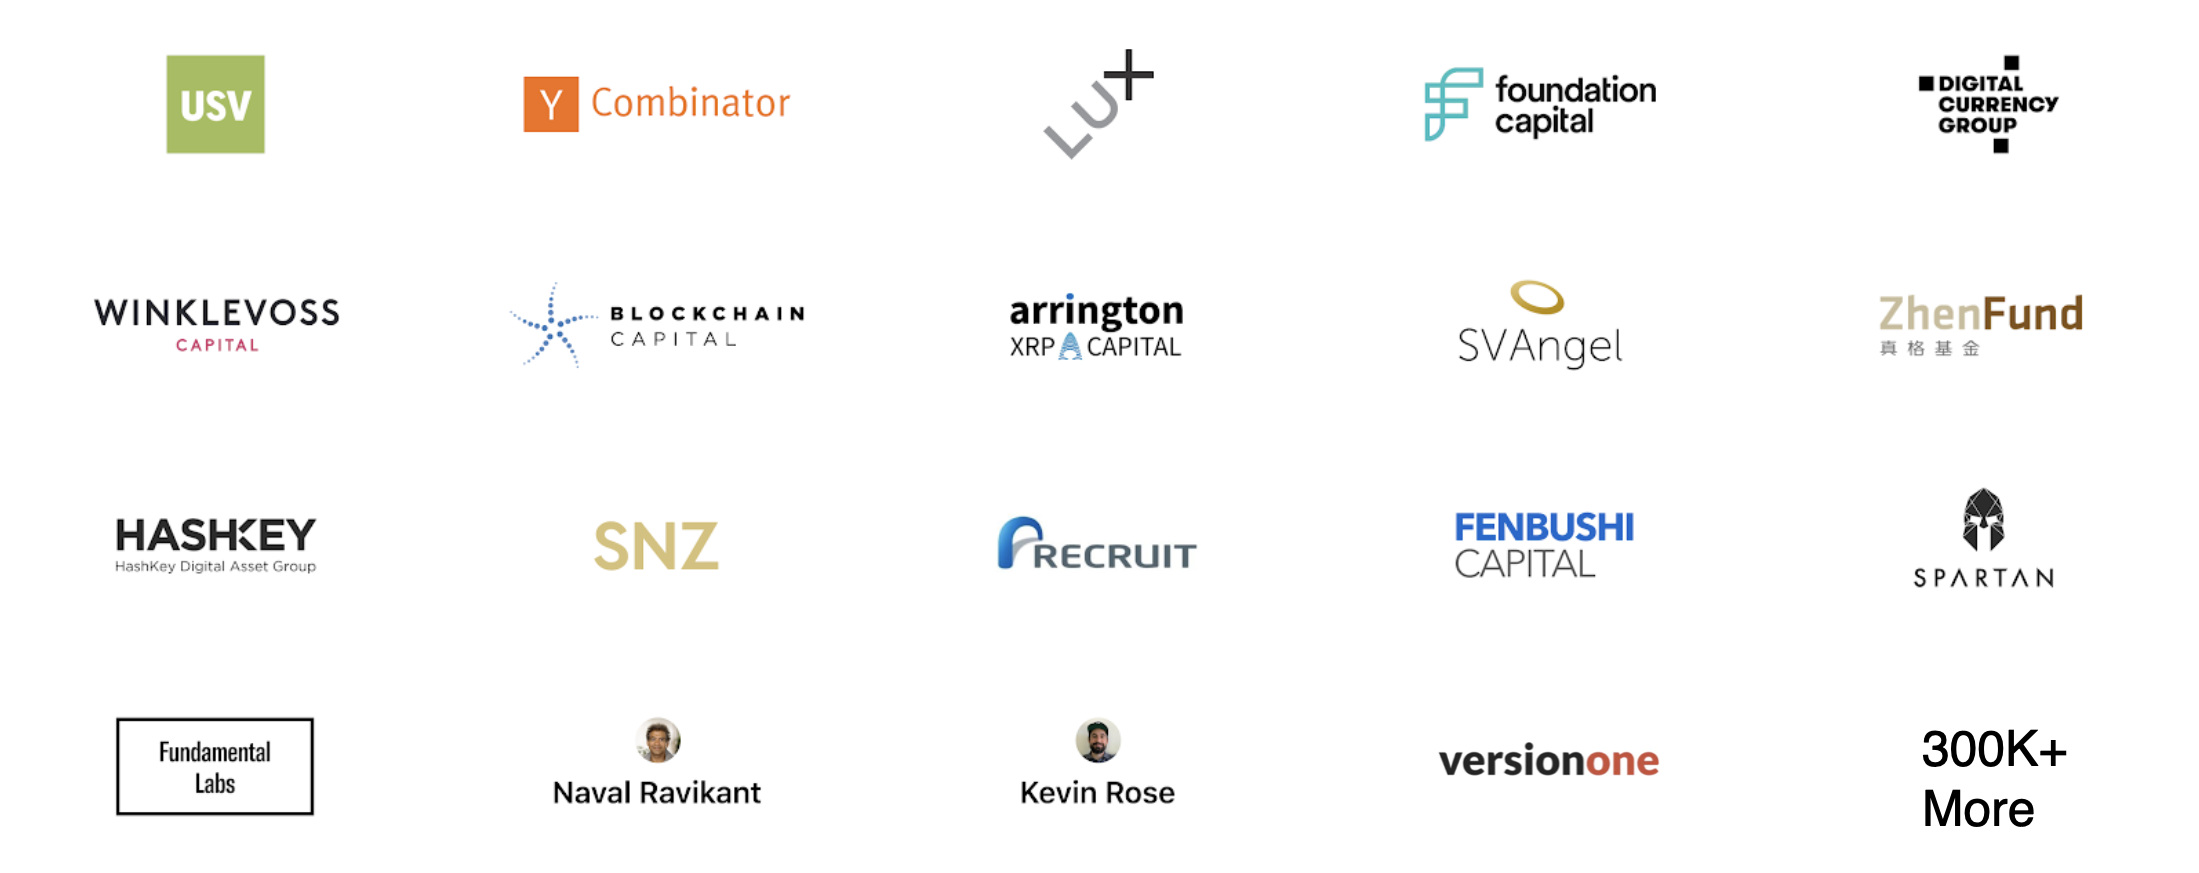 USV
Y Combinator
LU+
foundation
capital
DIGITAL
CURRENCY
GROUP
WINKLEVOSS
CAPITAL
BLOCKCHAIN
CAPITAL
arrington
XRP CAPITAL
SVAngel
ZhenFund
真格基金
HASHKEY
HashKey Digital Asset Group
SNZ
RECRUIT
FENBUSHI
CAPITAL
SPARTAN
Fundamental
Labs
Naval Ravikant
Kevin Rose
versionone
300K+
More